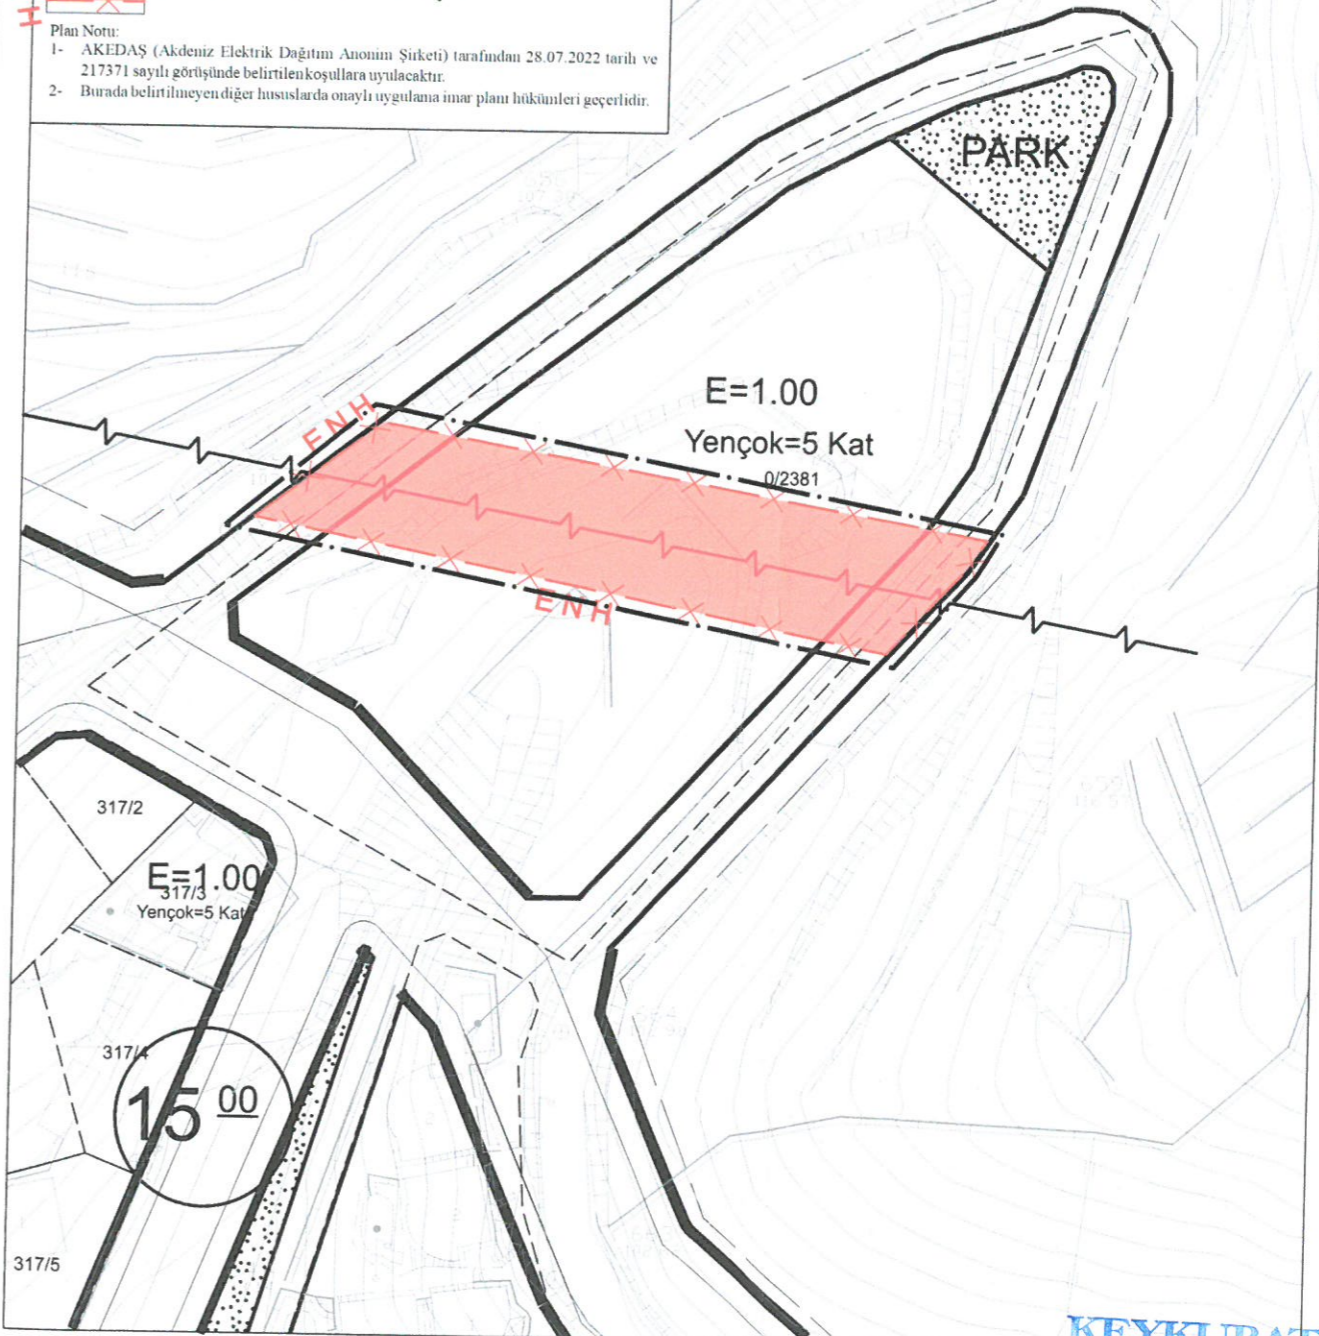 Plan Notu:
1- AKEDAŞ (Akdeniz Elektrik Dağıtım Anonim Şirketi) tarafından 28.07.2022 tarih ve
217371 sayılı görüşünde belirtilen koşullara uyulacaktır.
2- Burada belirtilmeyen diğer hususlarda onaylı uygulama imar planı hükümleri geçerlidir.
PARK
E=1.00
Yençok=5 Kat
0/2381
ENH
ENH
317/2
E=1.00
317/3
Yençok=5 Kat
317/4
15 00
317/5